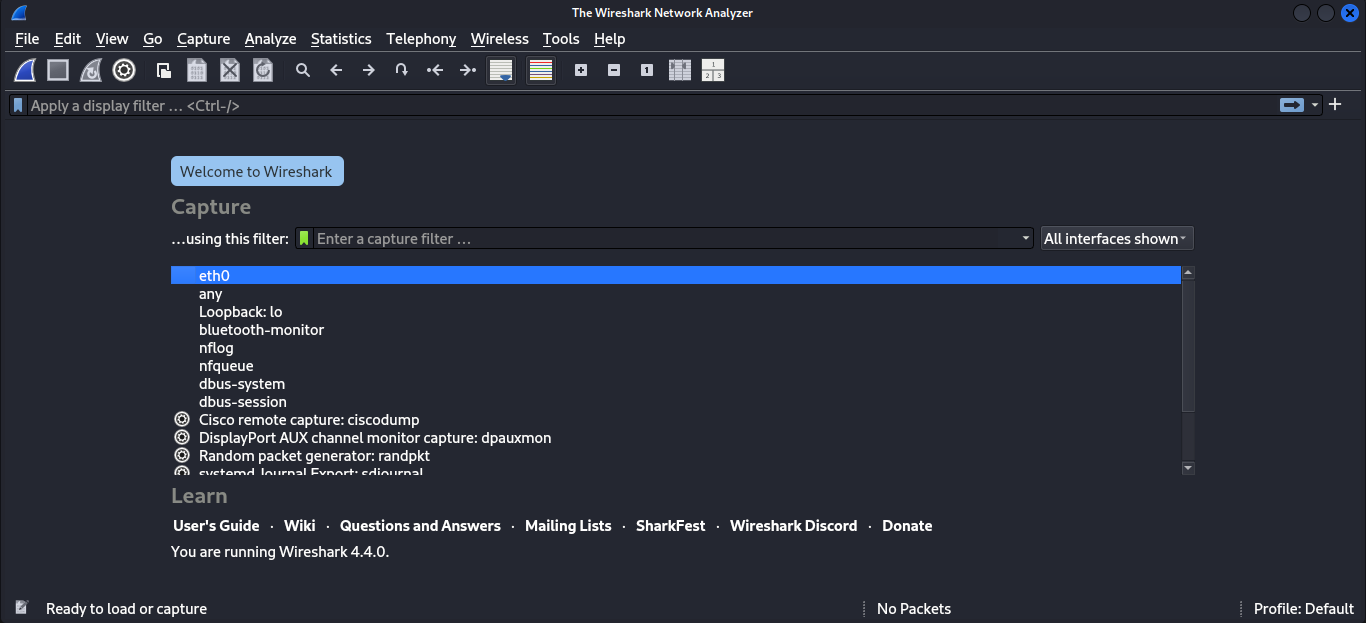 The Wireshark Network Analyzer
File Edit View Go Capture Analyze Statistics Telephony Wireless Tools Help
Apply a display filter … <Ctrl-/>
Welcome to Wireshark
Capture
…using this filter: Enter a capture filter … All interfaces shown
eth0
any
Loopback: lo
bluetooth-monitor
nflog
nfqueue
dbus-system
dbus-session
Cisco remote capture: ciscodump
DisplayPort AUX channel monitor capture: dpauxmon
Random packet generator: randpkt
systemd Journal Export: sdjournal
Learn
User's Guide · Wiki · Questions and Answers · Mailing Lists · SharkFest · Wireshark Discord · Donate
You are running Wireshark 4.4.0.
Ready to load or capture No Packets Profile: Default